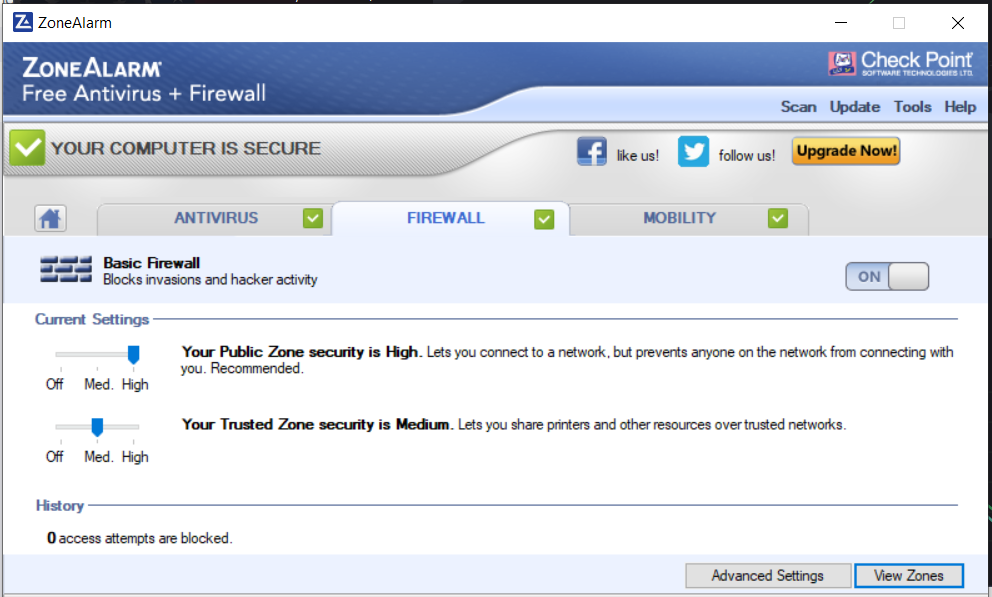 ZoneAlarm
ZONEALARM
Free Antivirus + Firewall
Check Point
SOFTWARE TECHNOLOGIES LTD.
Scan Update Tools Help
YOUR COMPUTER IS SECURE
f like us! follow us! Upgrade Now!
ANTIVIRUS FIREWALL MOBILITY
Basic Firewall
Blocks invasions and hacker activity
ON
Current Settings
Your Public Zone security is High. Lets you connect to a network, but prevents anyone on the network from connecting with
you. Recommended.
Off Med. High
Your Trusted Zone security is Medium. Lets you share printers and other resources over trusted networks.
Off Med. High
History
0 access attempts are blocked.
Advanced Settings View Zones